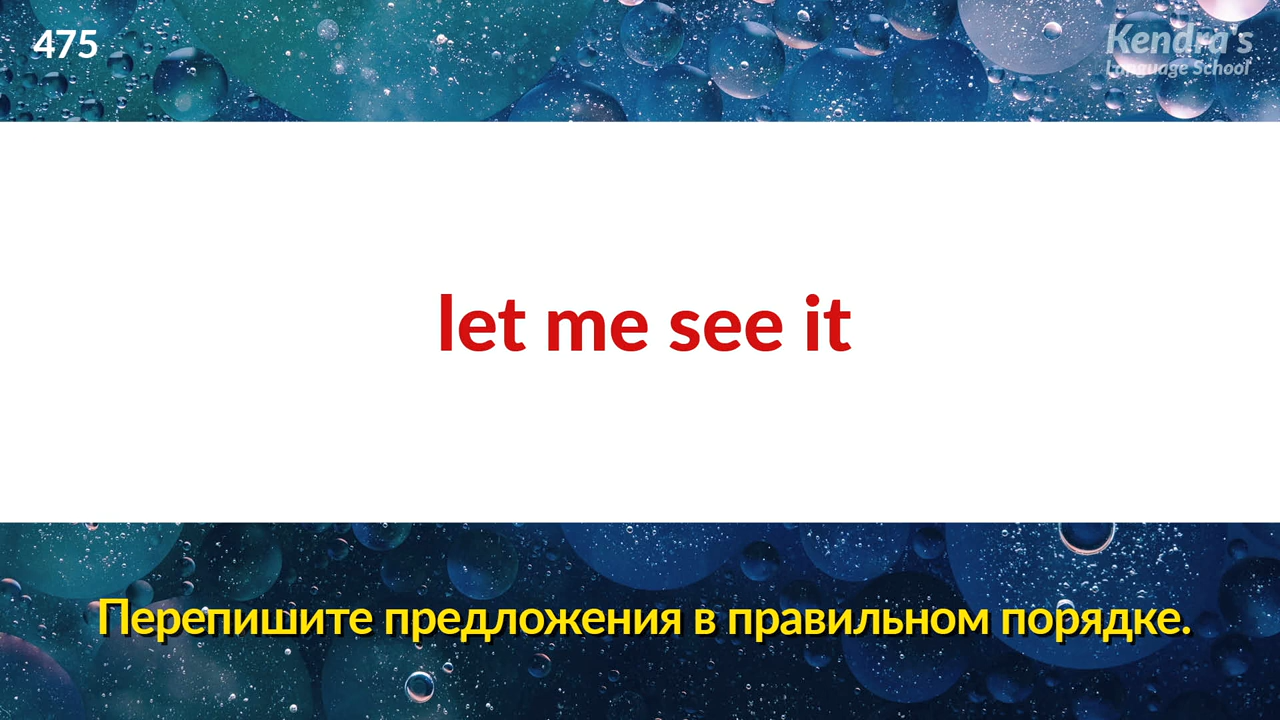 475
Kendra's
Language School
let me see it
Перепишите предложения в правильном порядке.